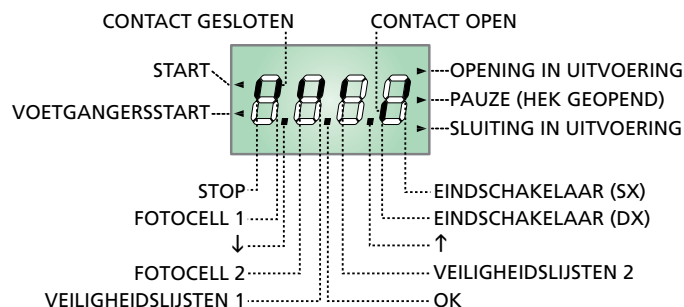 CONTACT GESLOTEN CONTACT OPEN
START OPENING IN UITVOERING
PAUZE (HEK GEOPEND)
VOETGANGERSSTART
SLUITING IN UITVOERING
STOP EINDSCHAKELAAR (SX)
FOTOCELL 1 EINDSCHAKELAAR (DX)
↓ ↑
FOTOCELL 2 VEILIGHEIDSLIJSTEN 2
VEILIGHEIDSLIJSTEN 1 OK